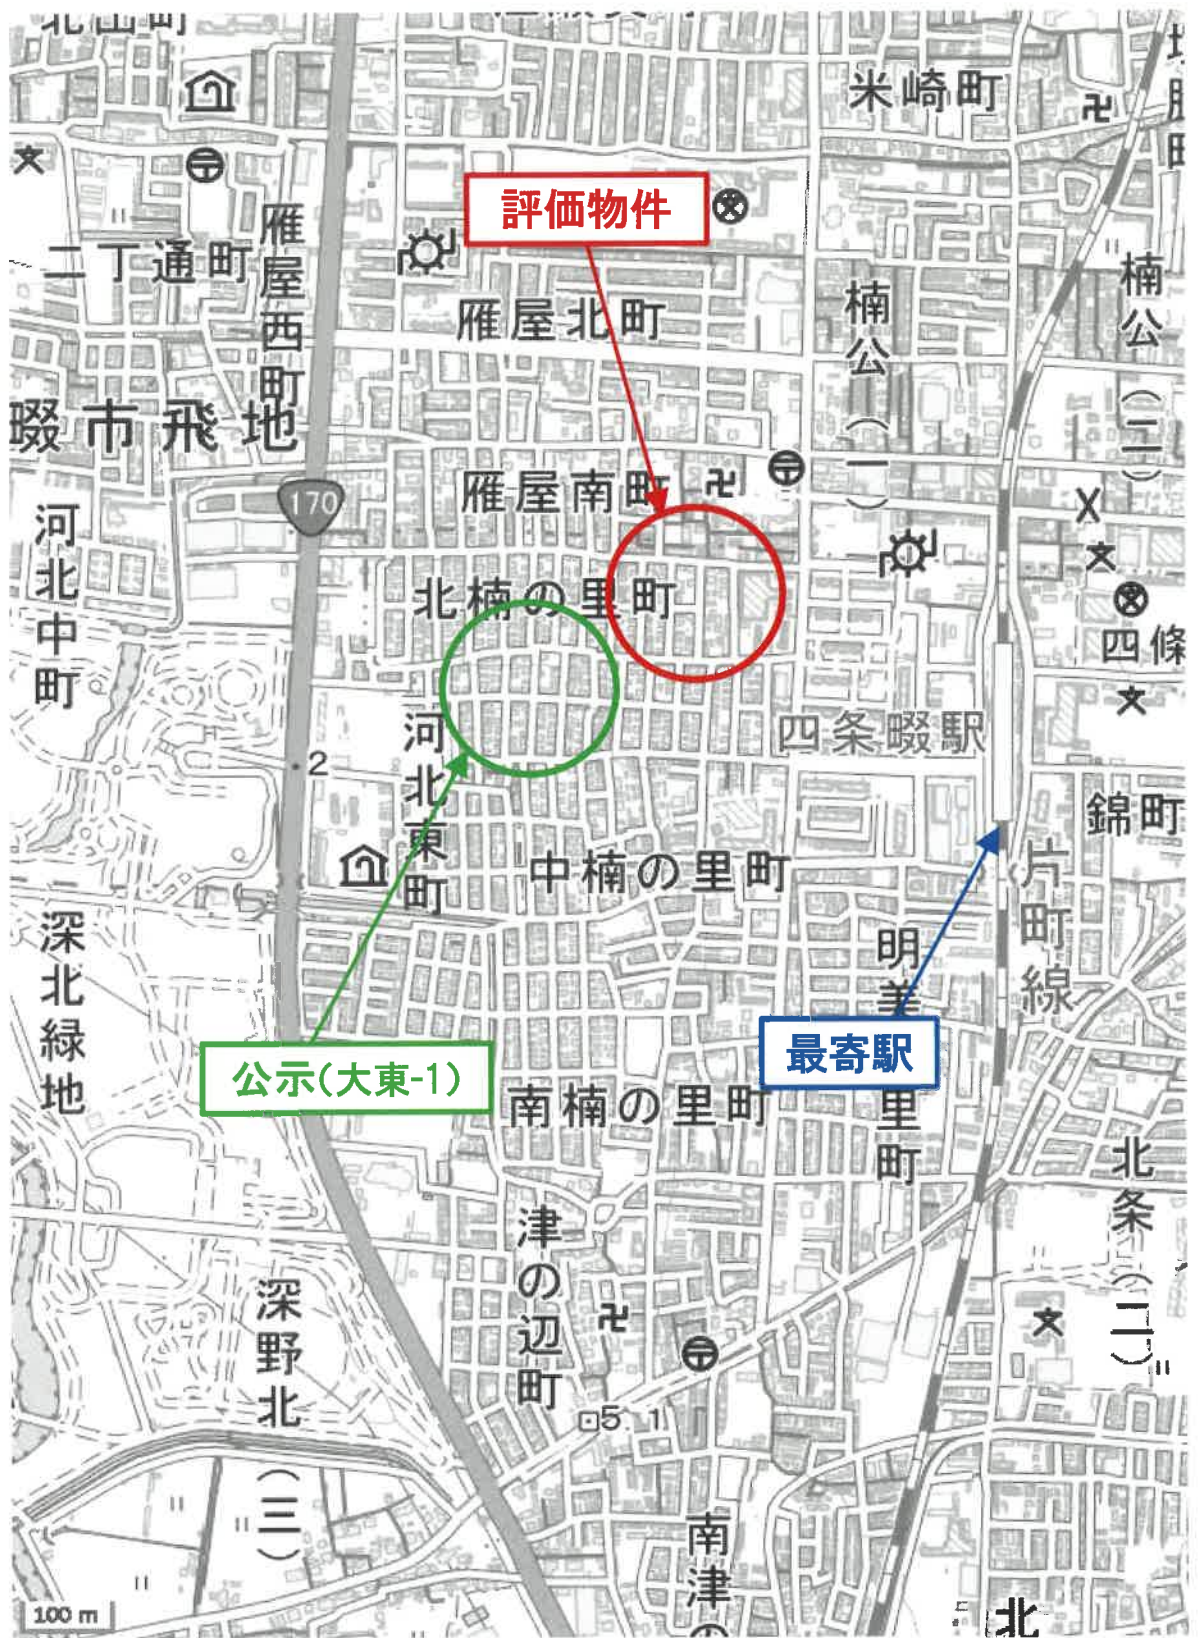 北出町
米崎町
評価物件
雁屋西町
二丁通町
雁屋北町
楠公(一)
楠公(二)
畷市飛地
雁屋南町
170
河北中町
北楠の里町
四條
四条畷駅
河北東町
2
錦町
中楠の里町
片町線
深北緑地
明美
里町
最寄駅
公示(大東-1)
南楠の里町
北条(二)
津の辺町
深野北(三)
5.1
南津の
100 m
北